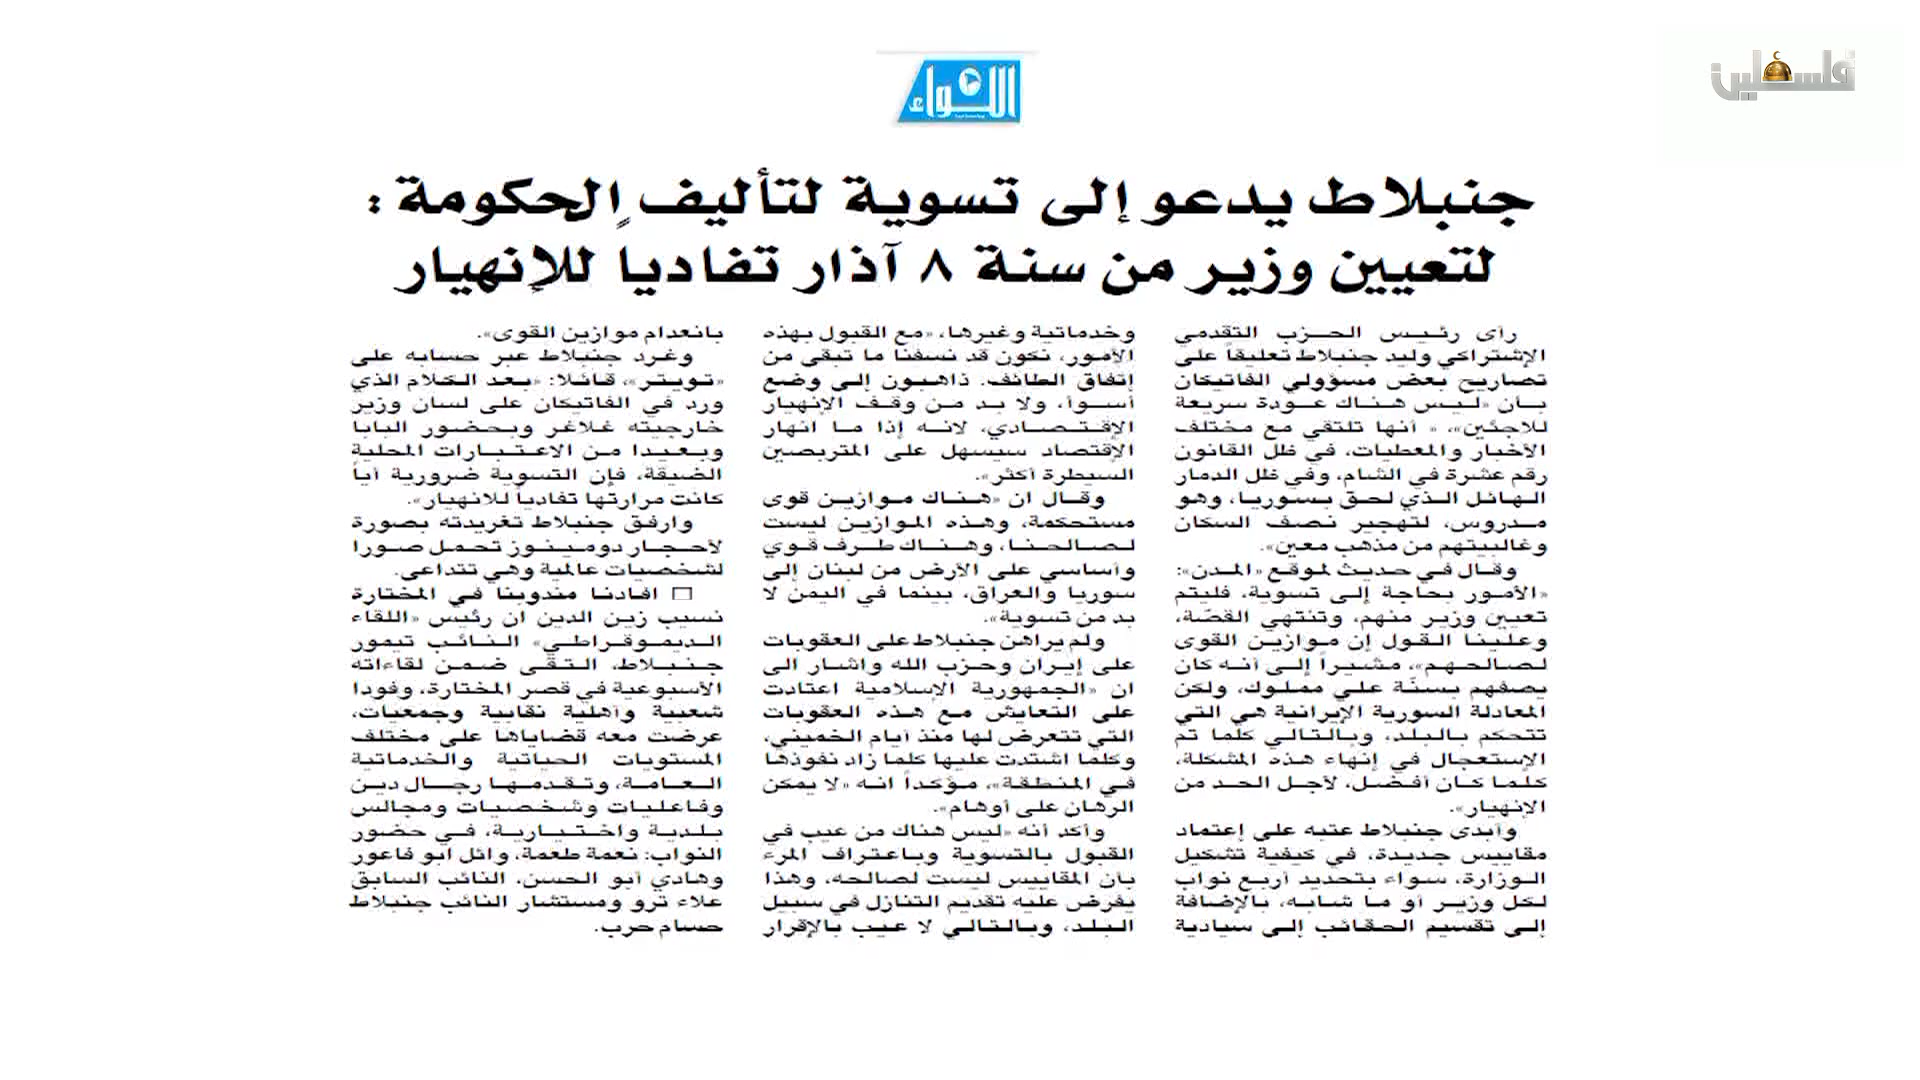 اللواء
فلسطين
جنبلاط يدعو إلى تسوية لتأليف الحكومة :
لتعيين وزير من سنة ٨ آذار تفادياً للإنهيار
رأى رئيس الحزب التقدمي
الإشتراكي وليد جنبلاط تعليقاً على
تصاريح بعض مسؤولي الفاتيكان
بأن «ليس هناك عودة سريعة
للاجئين»، « أنها تلتقي مع مختلف
الأخبار والمعطيات، في ظل القانون
رقم عشرة في الشام، وفي ظل الدمار
الهائل الذي لحق بسوريا، وهو
مدروس، لتهجير نصف السكان
وغالبيتهم من مذهب معين».
وقال في حديث لموقع «المدن»:
«الأمور بحاجة إلى تسوية، فليتم
تعيين وزير منهم، وتنتهي القصّة،
وعلينا القول إن موازين القوى
لصالحهم»، مشيراً إلى أنه كان
يصفهم بسنّة علي مملوك، ولكن
المعادلة السورية الإيرانية هي التي
تتحكم بالبلد، وبالتالي كلما تم
الإستعجال في إنهاء هذه المشكلة،
كلما كان أفضل، لأجل الحد من
الإنهيار».
وأبدى جنبلاط عتبه على إعتماد
مقاييس جديدة، في كيفية تشكيل
الوزارة، سواء بتحديد أربع نواب
لكل وزير أو ما شابه، بالإضافة
إلى تقسيم الحقائب إلى سيادية
وخدماتية وغيرها، «مع القبول بهذه
الأمور، نكون قد نسفنا ما تبقى من
إتفاق الطائف. ذاهبون إلى وضع
أسوأ، ولا بد من وقف الإنهيار
الإقتصادي، لانه إذا ما انهار
الإقتصاد سيسهل على المتربصين
السيطرة أكثر».
وقال ان «هناك موازين قوى
مستحكمة، وهذه الموازين ليست
لصالحنا، وهناك طرف قوي
وأساسي على الأرض من لبنان إلى
سوريا والعراق، بينما في اليمن لا
بد من تسوية».
ولم يراهن جنبلاط على العقوبات
على إيران وحزب الله واشار الى
ان «الجمهورية الإسلامية اعتادت
على التعايش مع هذه العقوبات
التي تتعرض لها منذ أيام الخميني،
وكلما اشتدت عليها كلما زاد نفوذها
في المنطقة»، مؤكداً انه «لا يمكن
الرهان على أوهام».
وأكد أنه «ليس هناك من عيب في
القبول بالتسوية وباعتراف المرء
بأن المقاييس ليست لصالحه، وهذا
يفرض عليه تقديم التنازل في سبيل
البلد، وبالتالي لا عيب بالإقرار
بانعدام موازين القوى».
وغرد جنبلاط عبر حسابه على
«تويتر»، قائلا: «بعد الكلام الذي
ورد في الفاتيكان على لسان وزير
خارجيته غلاغر وبحضور البابا
وبعيدا من الاعتبارات المحلية
الضيقة، فإن التسوية ضرورية أياً
كانت مرارتها تفادياً للانهيار».
وارفق جنبلاط تغريدته بصورة
لأحجار دومينوز تحمل صورا
لشخصيات عالمية وهي تتداعى.
□ افادنا مندوبنا في المختارة
نسيب زين الدين ان رئيس «اللقاء
الديموقراطي» النائب تيمور
جنبلاط، التقى ضمن لقاءاته
الأسبوعية في قصر المختارة، وفودا
شعبية وأهلية نقابية وجمعيات،
عرضت معه قضاياها على مختلف
المستويات الحياتية والخدماتية
العامة، وتقدمها رجال دين
وفاعليات وشخصيات ومجالس
بلدية واختيارية، في حضور
النواب: نعمة طعمة، وائل ابو فاعور
وهادي أبو الحسن، النائب السابق
علاء ترو ومستشار النائب جنبلاط
حسام حرب.